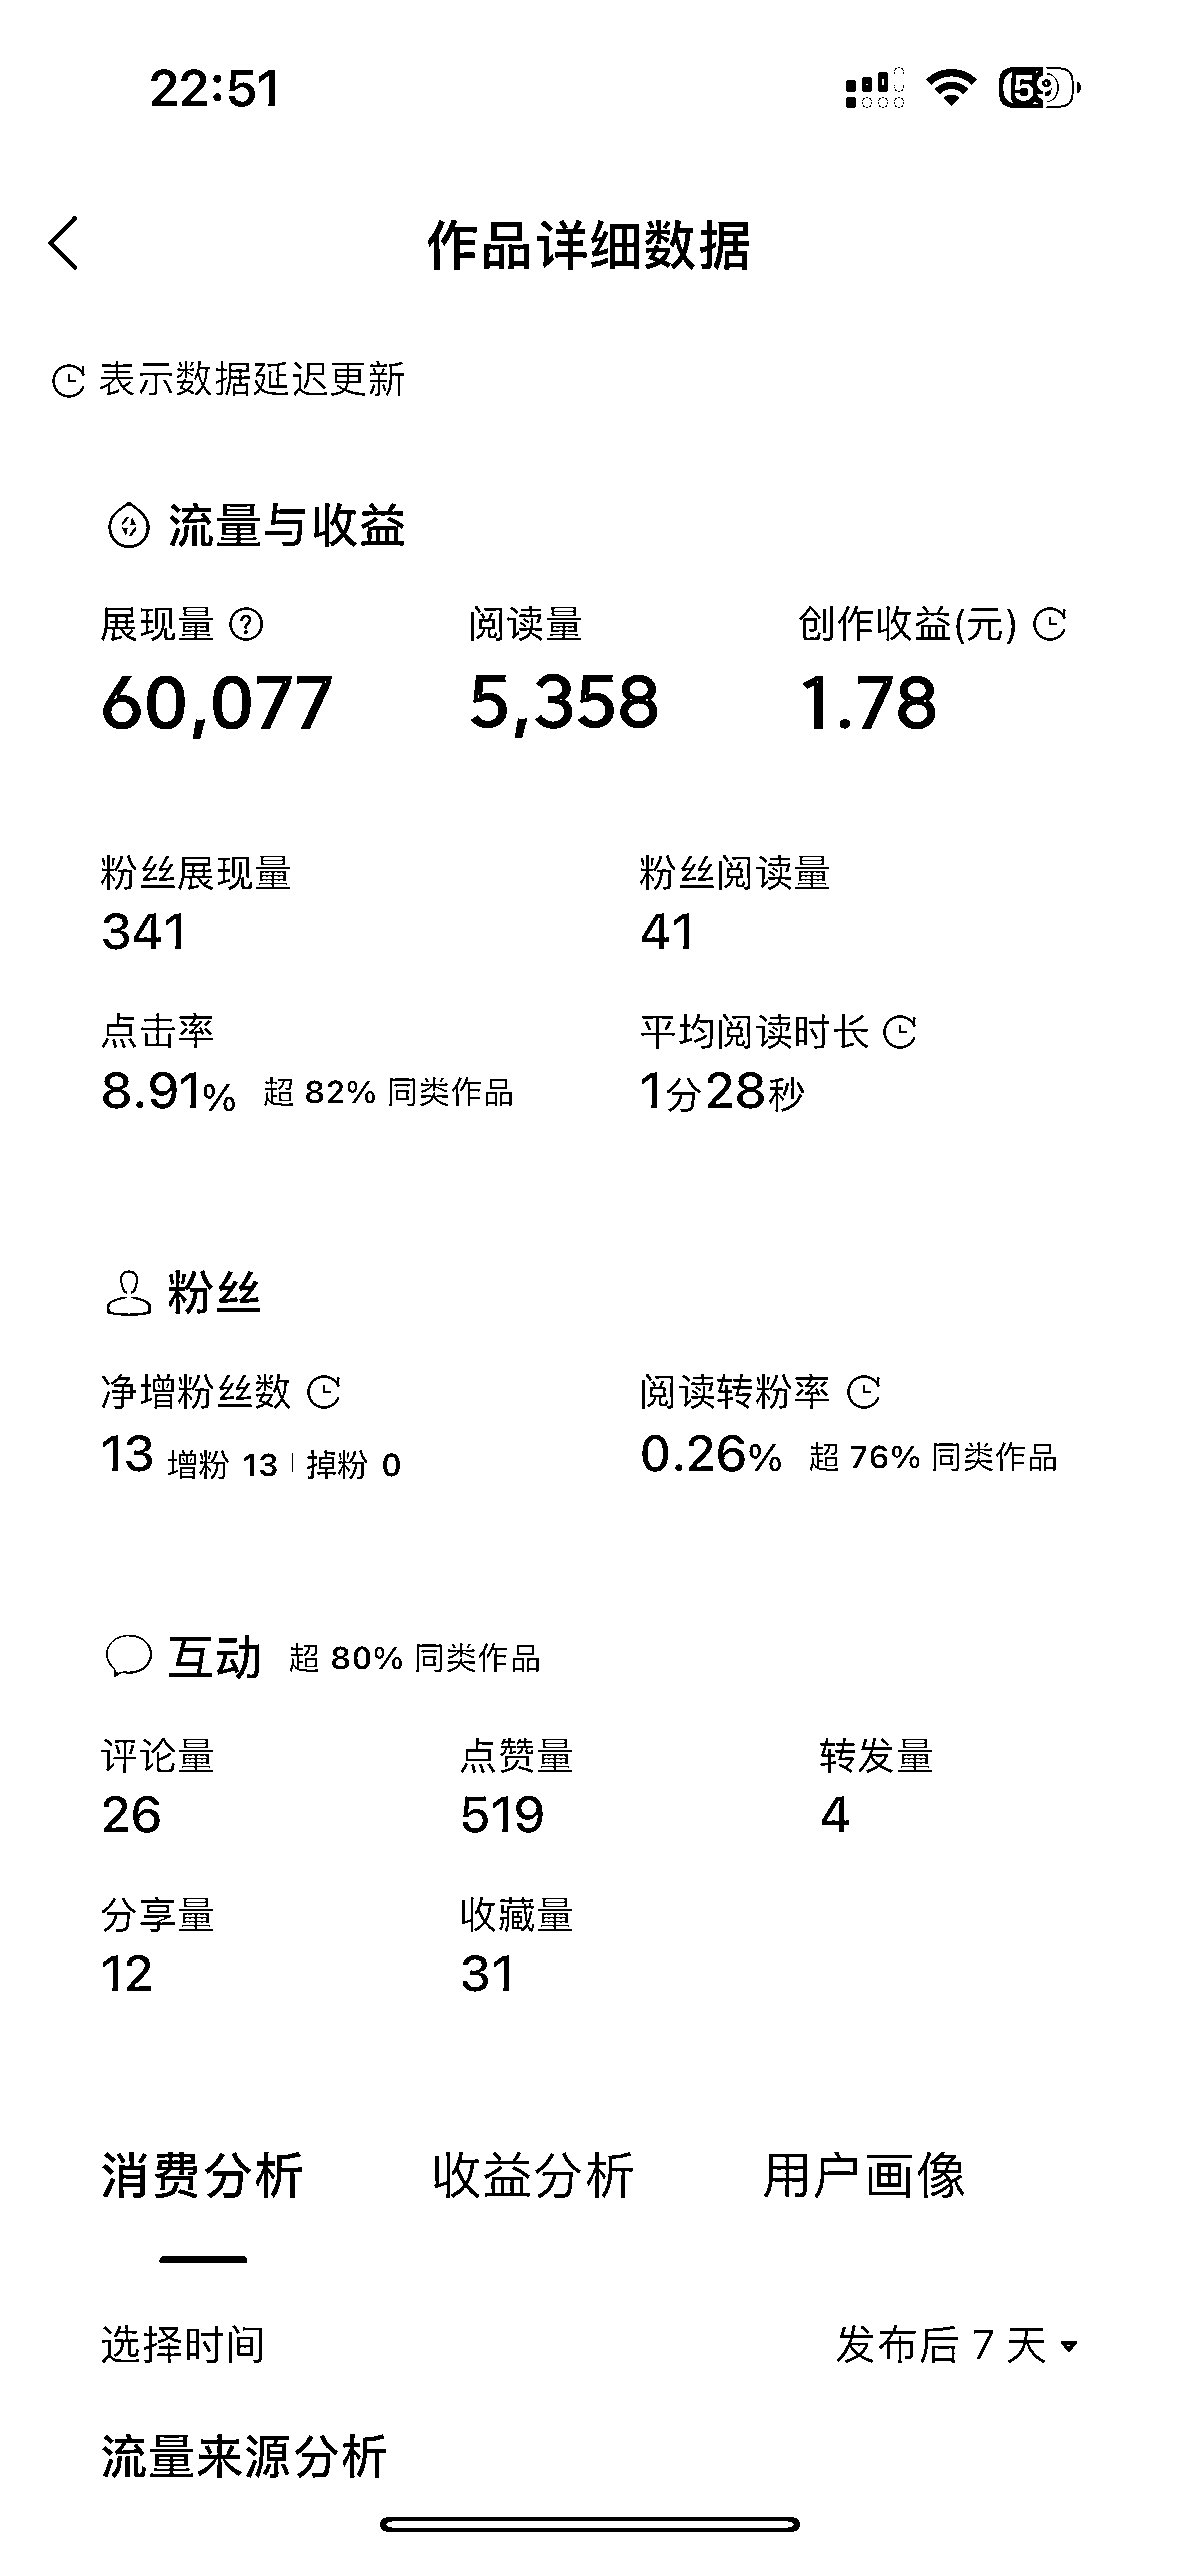 22:51 59
作品详细数据
表示数据延迟更新
流量与收益
展现量 阅读量 创作收益(元)
60,077 5,358 1.78
粉丝展现量 粉丝阅读量
341 41
点击率 平均阅读时长
8.91% 超 82% 同类作品 1分28秒
粉丝
净增粉丝数 阅读转粉率
13 增粉 13 | 掉粉 0 0.26% 超 76% 同类作品
互动 超 80% 同类作品
评论量 点赞量 转发量
26 519 4
分享量 收藏量
12 31
消费分析 收益分析 用户画像
选择时间 发布后 7 天
流量来源分析